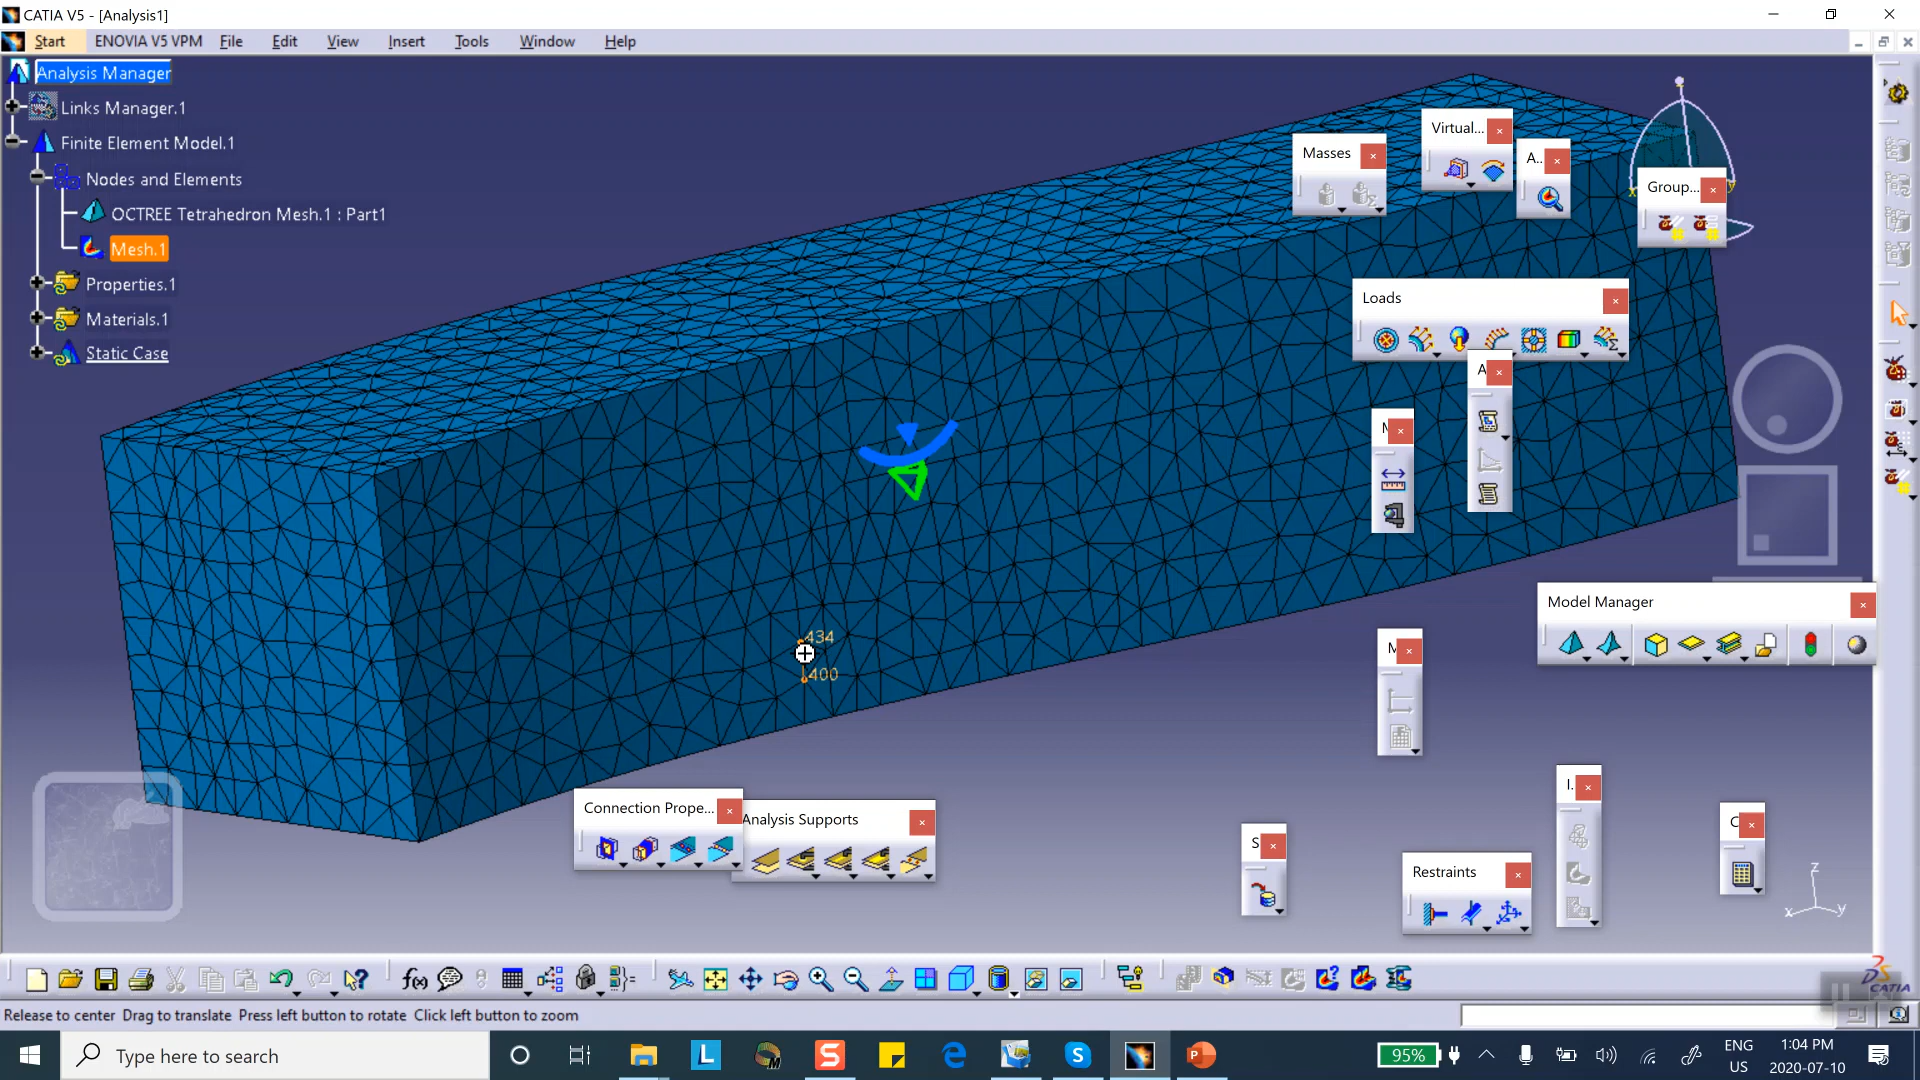 CATIA V5 - [Analysis1]
Start ENOVIA V5 VPM File Edit View Insert Tools Window Help
Analysis Manager
Links Manager.1
Finite Element Model.1
Nodes and Elements
OCTREE Tetrahedron Mesh.1 : Part1
Mesh.1
Properties.1
Materials.1
Static Case
Masses
Virtual...
A..
Group...
x
y
Loads
A
M
434
400
Model Manager
M
Connection Prope...
Analysis Supports
S
Restraints
I.
C
z
x
y
f(x)
CATIA
Release to center Drag to translate Press left button to rotate Click left button to zoom
Type here to search
L
S
P
95%
ENG
US
1:04 PM
2020-07-10